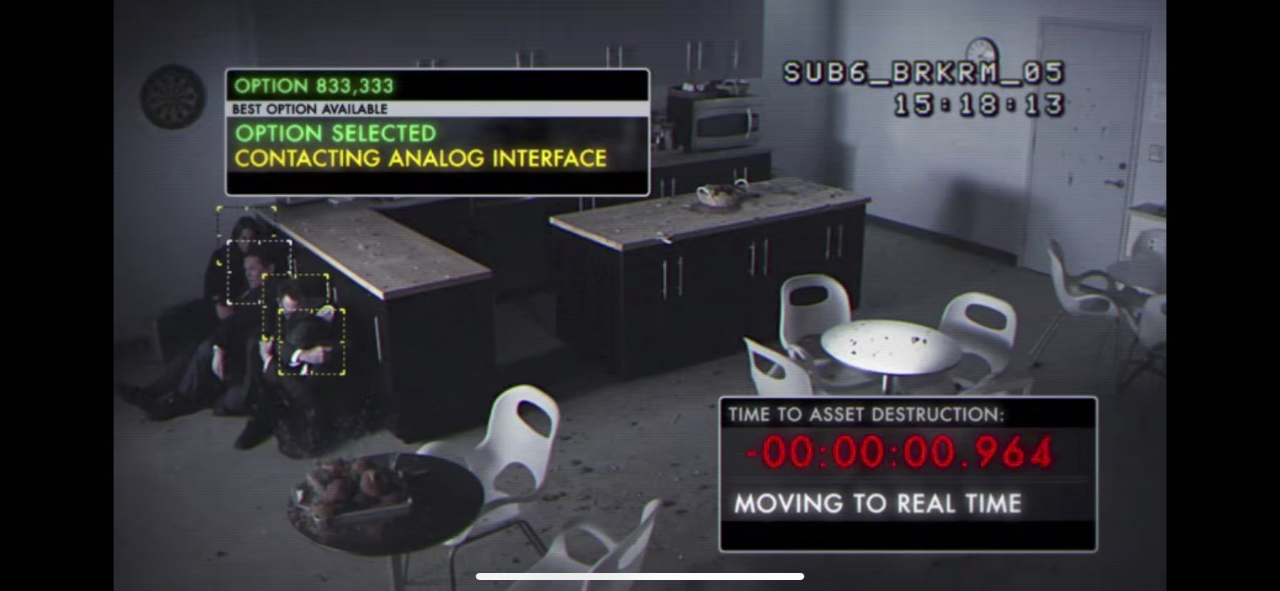 SUB6_BRKRM_05
15:18:13
OPTION 833,333
BEST OPTION AVAILABLE
OPTION SELECTED
CONTACTING ANALOG INTERFACE
TIME TO ASSET DESTRUCTION:
-00:00:00.964
MOVING TO REAL TIME